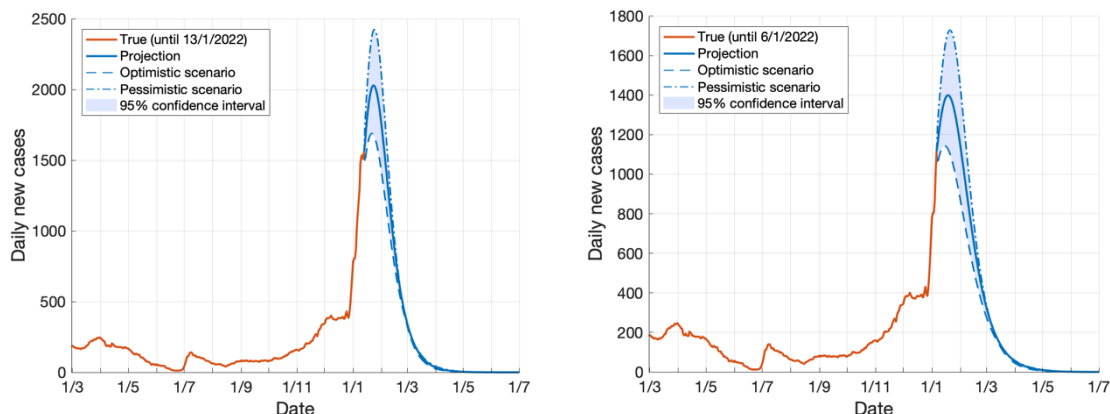 2500
2000
1500
1000
500
0
Daily new cases
True (until 13/1/2022)
Projection
Optimistic scenario
Pessimistic scenario
95% confidence interval
1/3 1/5 1/7 1/9 1/11 1/1 1/3 1/5 1/7
Date
1800
1600
1400
1200
1000
800
600
400
200
0
Daily new cases
True (until 6/1/2022)
Projection
Optimistic scenario
Pessimistic scenario
95% confidence interval
1/3 1/5 1/7 1/9 1/11 1/1 1/3 1/5 1/7
Date